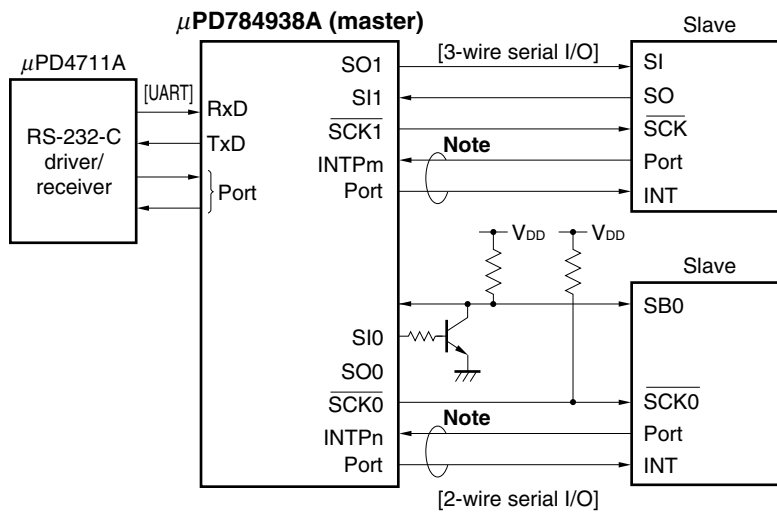 μPD784938A (master)
μPD4711A
RS-232-C
driver/
receiver
[UART]
RxD
TxD
Port
SO1
SI1
SCK1
INTPm
Port
[3-wire serial I/O]
Note
Slave
SI
SO
SCK
Port
INT
VDD
VDD
SI0
SO0
SCK0
INTPn
Port
Note
[2-wire serial I/O]
Slave
SB0
SCK0
Port
INT